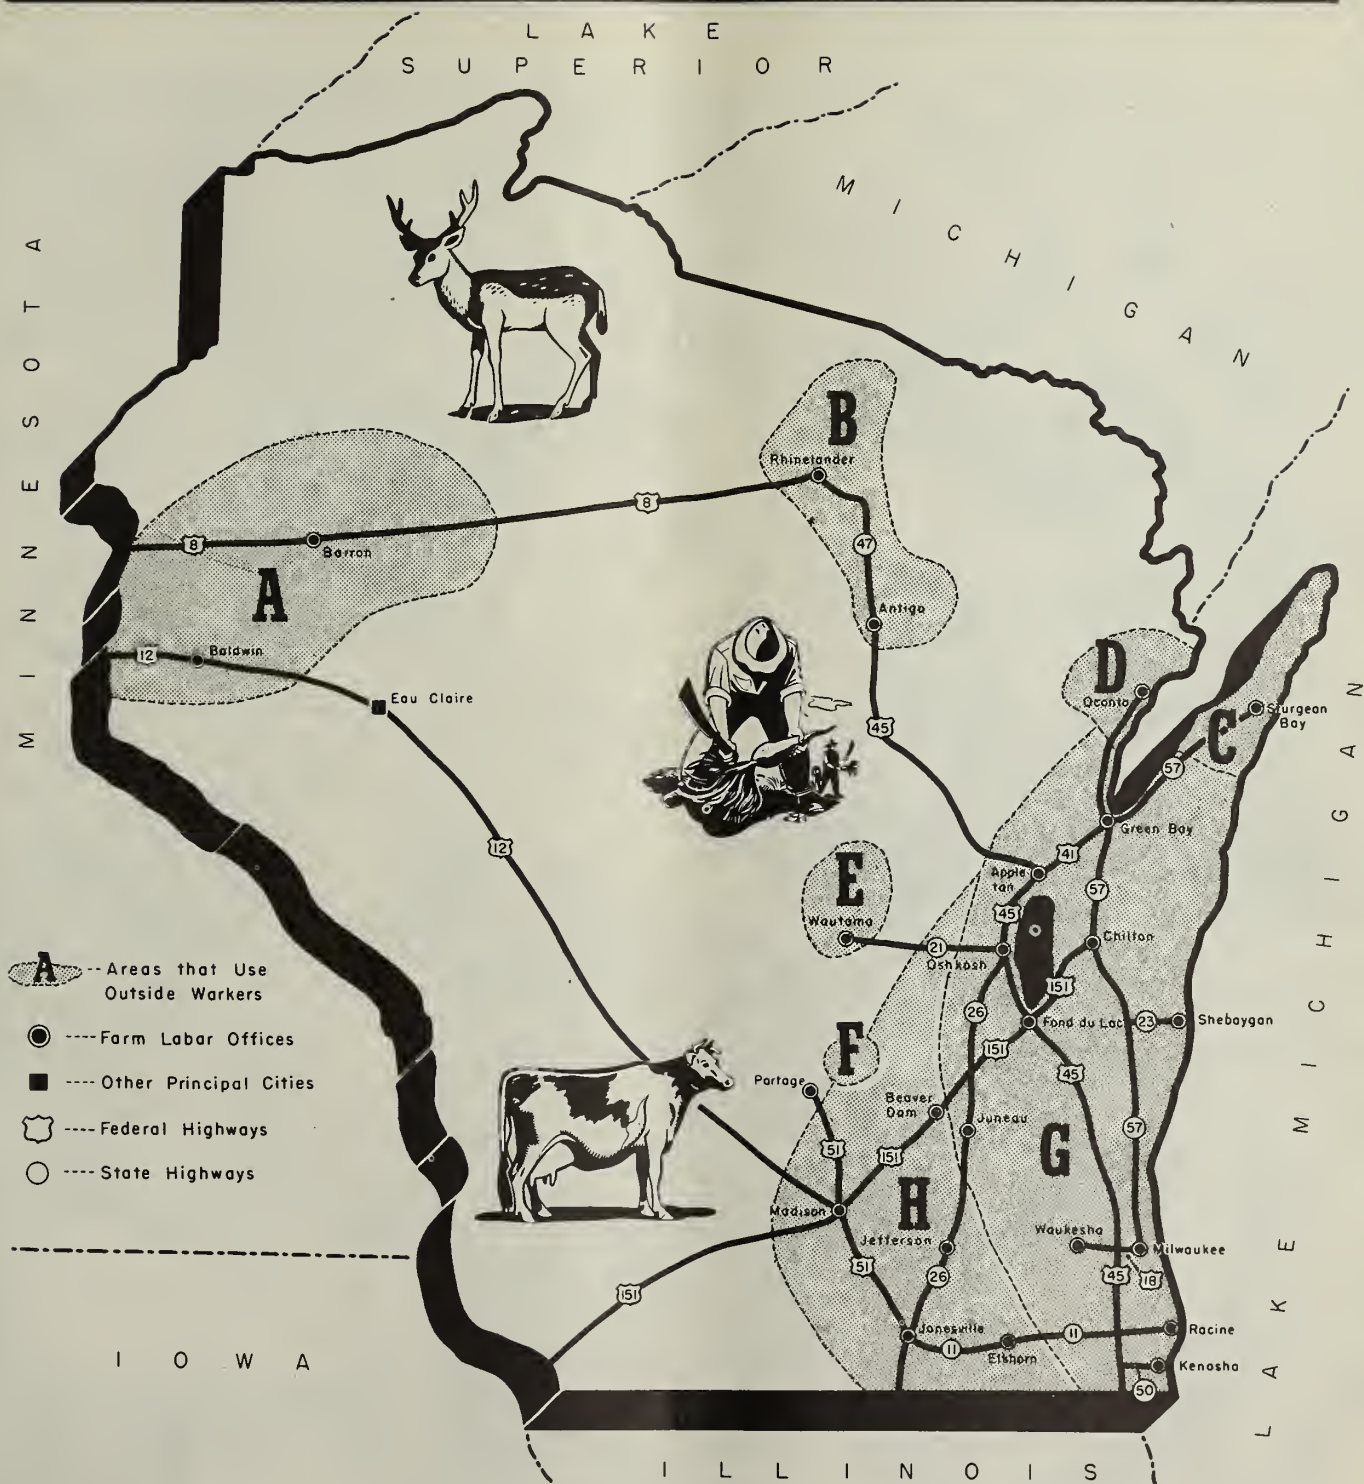 LAKE
SUPERIOR
MICHIGAN
MINNESOTA
B
Rhinelander
8
8
Barron
47
A
Antigo
12
Baldwin
Eau Claire
D
Oconto
C
Sturgeon
Bay
57
45
Green Bay
12
41
Apple
ton
57
E
Wautoma
45
21
Oshkosh
Chilton
A -- Areas that Use
Outside Workers
---- Farm Labar Offices
---- Other Principal Cities
---- Federal Highways
---- State Highways
151
26
Fond du Lac
23
Shebaygan
F
151
45
Partage
Beaver
Dam
Juneau
57
G
51
151
H
Madison
Jefferson
Waukesha
Milwaukee
51
26
45
18
151
Janesville
11
Elkhorn
11
Racine
Kenosha
50
IOWA
ILLINOIS
LAKE MICHIGAN